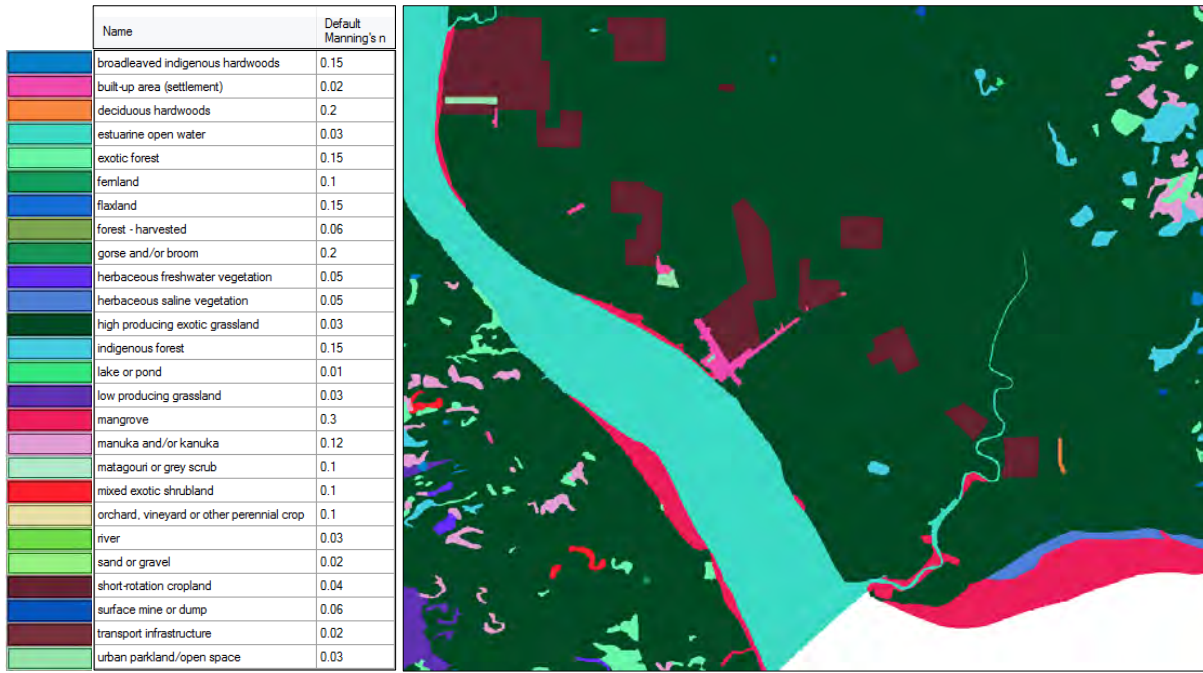 Name Default Manning's n
broadleaved indigenous hardwoods 0.15
built-up area (settlement) 0.02
deciduous hardwoods 0.2
estuarine open water 0.03
exotic forest 0.15
fernland 0.1
flaxland 0.15
forest - harvested 0.06
gorse and/or broom 0.2
herbaceous freshwater vegetation 0.05
herbaceous saline vegetation 0.05
high producing exotic grassland 0.03
indigenous forest 0.15
lake or pond 0.01
low producing grassland 0.03
mangrove 0.3
manuka and/or kanuka 0.12
matagouri or grey scrub 0.1
mixed exotic shrubland 0.1
orchard, vineyard or other perennial crop 0.1
river 0.03
sand or gravel 0.02
short-rotation cropland 0.04
surface mine or dump 0.06
transport infrastructure 0.02
urban parkland/open space 0.03